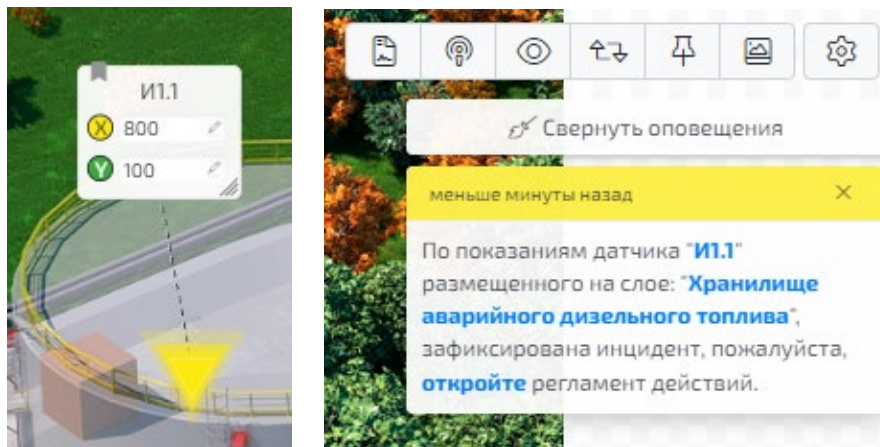 И1.1
X 800
Y 100
Свернуть оповещения
меньше минуты назад
По показаниям датчика "И1.1"
размещенного на слое: "Хранилище
аварийного дизельного топлива",
зафиксирована инцидент, пожалуйста,
откройте регламент действий.